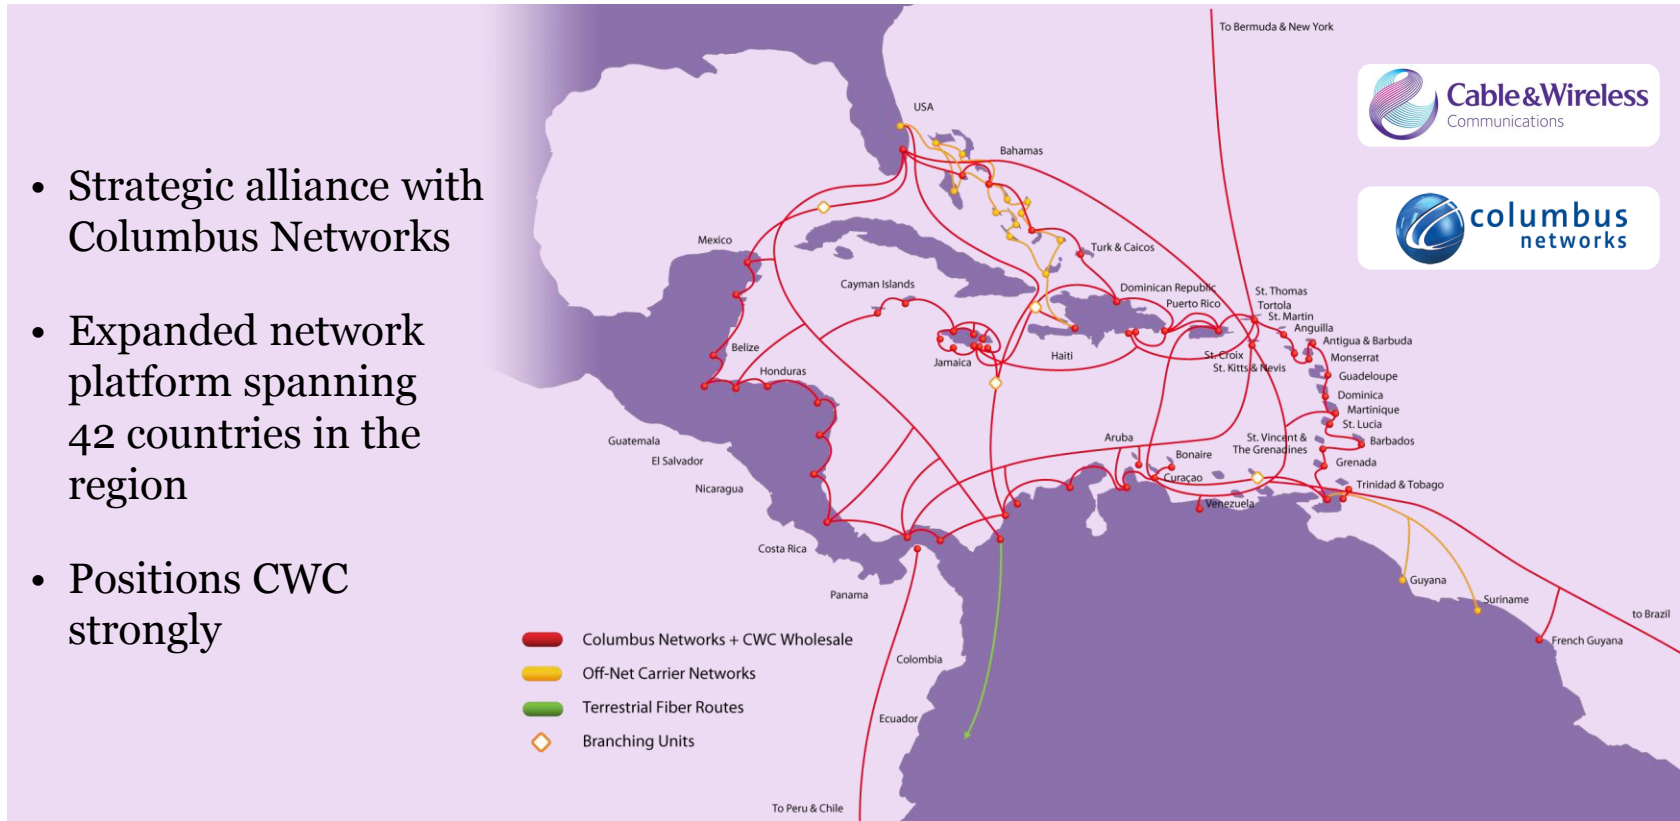 • Strategic alliance with
Columbus Networks
• Expanded network
platform spanning
42 countries in the
region
• Positions CWC
strongly
To Bermuda & New York
Cable&Wireless
Communications
columbus
networks
USA
Bahamas
Mexico
Turk & Caicos
Cayman Islands
Dominican Republic
Puerto Rico
St. Thomas
Tortola
St. Martin
Anguilla
Antigua & Barbuda
Belize
Jamaica
Haiti
St. Croix
St. Kitts & Nevis
Monserrat
Honduras
Guadeloupe
Dominica
Martinique
St. Lucia
Guatemala
Aruba
St. Vincent &
The Grenadines
Barbados
El Salvador
Bonaire
Grenada
Nicaragua
Curaçao
Trinidad & Tobago
Venezuela
Costa Rica
Panama
Guyana
Suriname
to Brazil
French Guyana
Columbus Networks + CWC Wholesale
Off-Net Carrier Networks
Terrestrial Fiber Routes
Branching Units
Colombia
Ecuador
To Peru & Chile